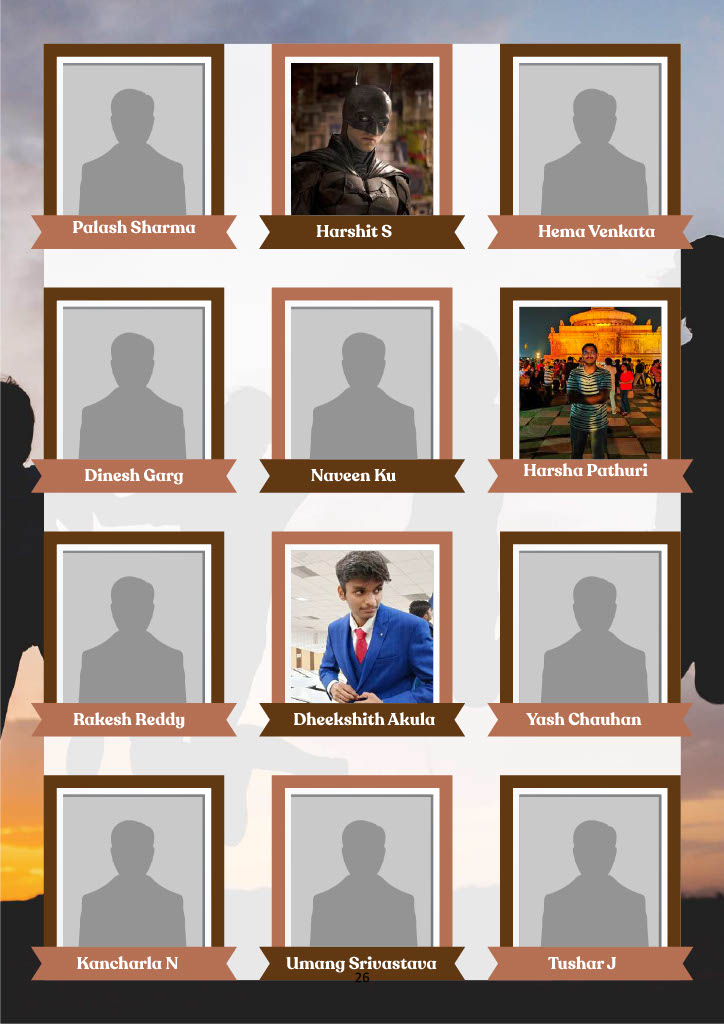 Palash Sharma
Harshit S
Hema Venkata
Dinesh Garg
Naveen Ku
Harsha Pathuri
Rakesh Reddy
Dheekshith Akula
Yash Chauhan
Kancharla N
Umang Srivastava
Tushar J
26